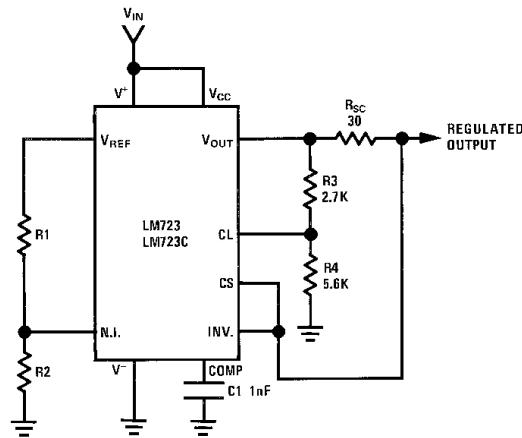 VIN
V+
VCC
VREF
VOUT
RSC
30
REGULATED
OUTPUT
R3
2.7K
LM723
LM723C
R1
CL
R4
5.6K
CS
N.I.
INV.
R2
V−
COMP
C1 1nF